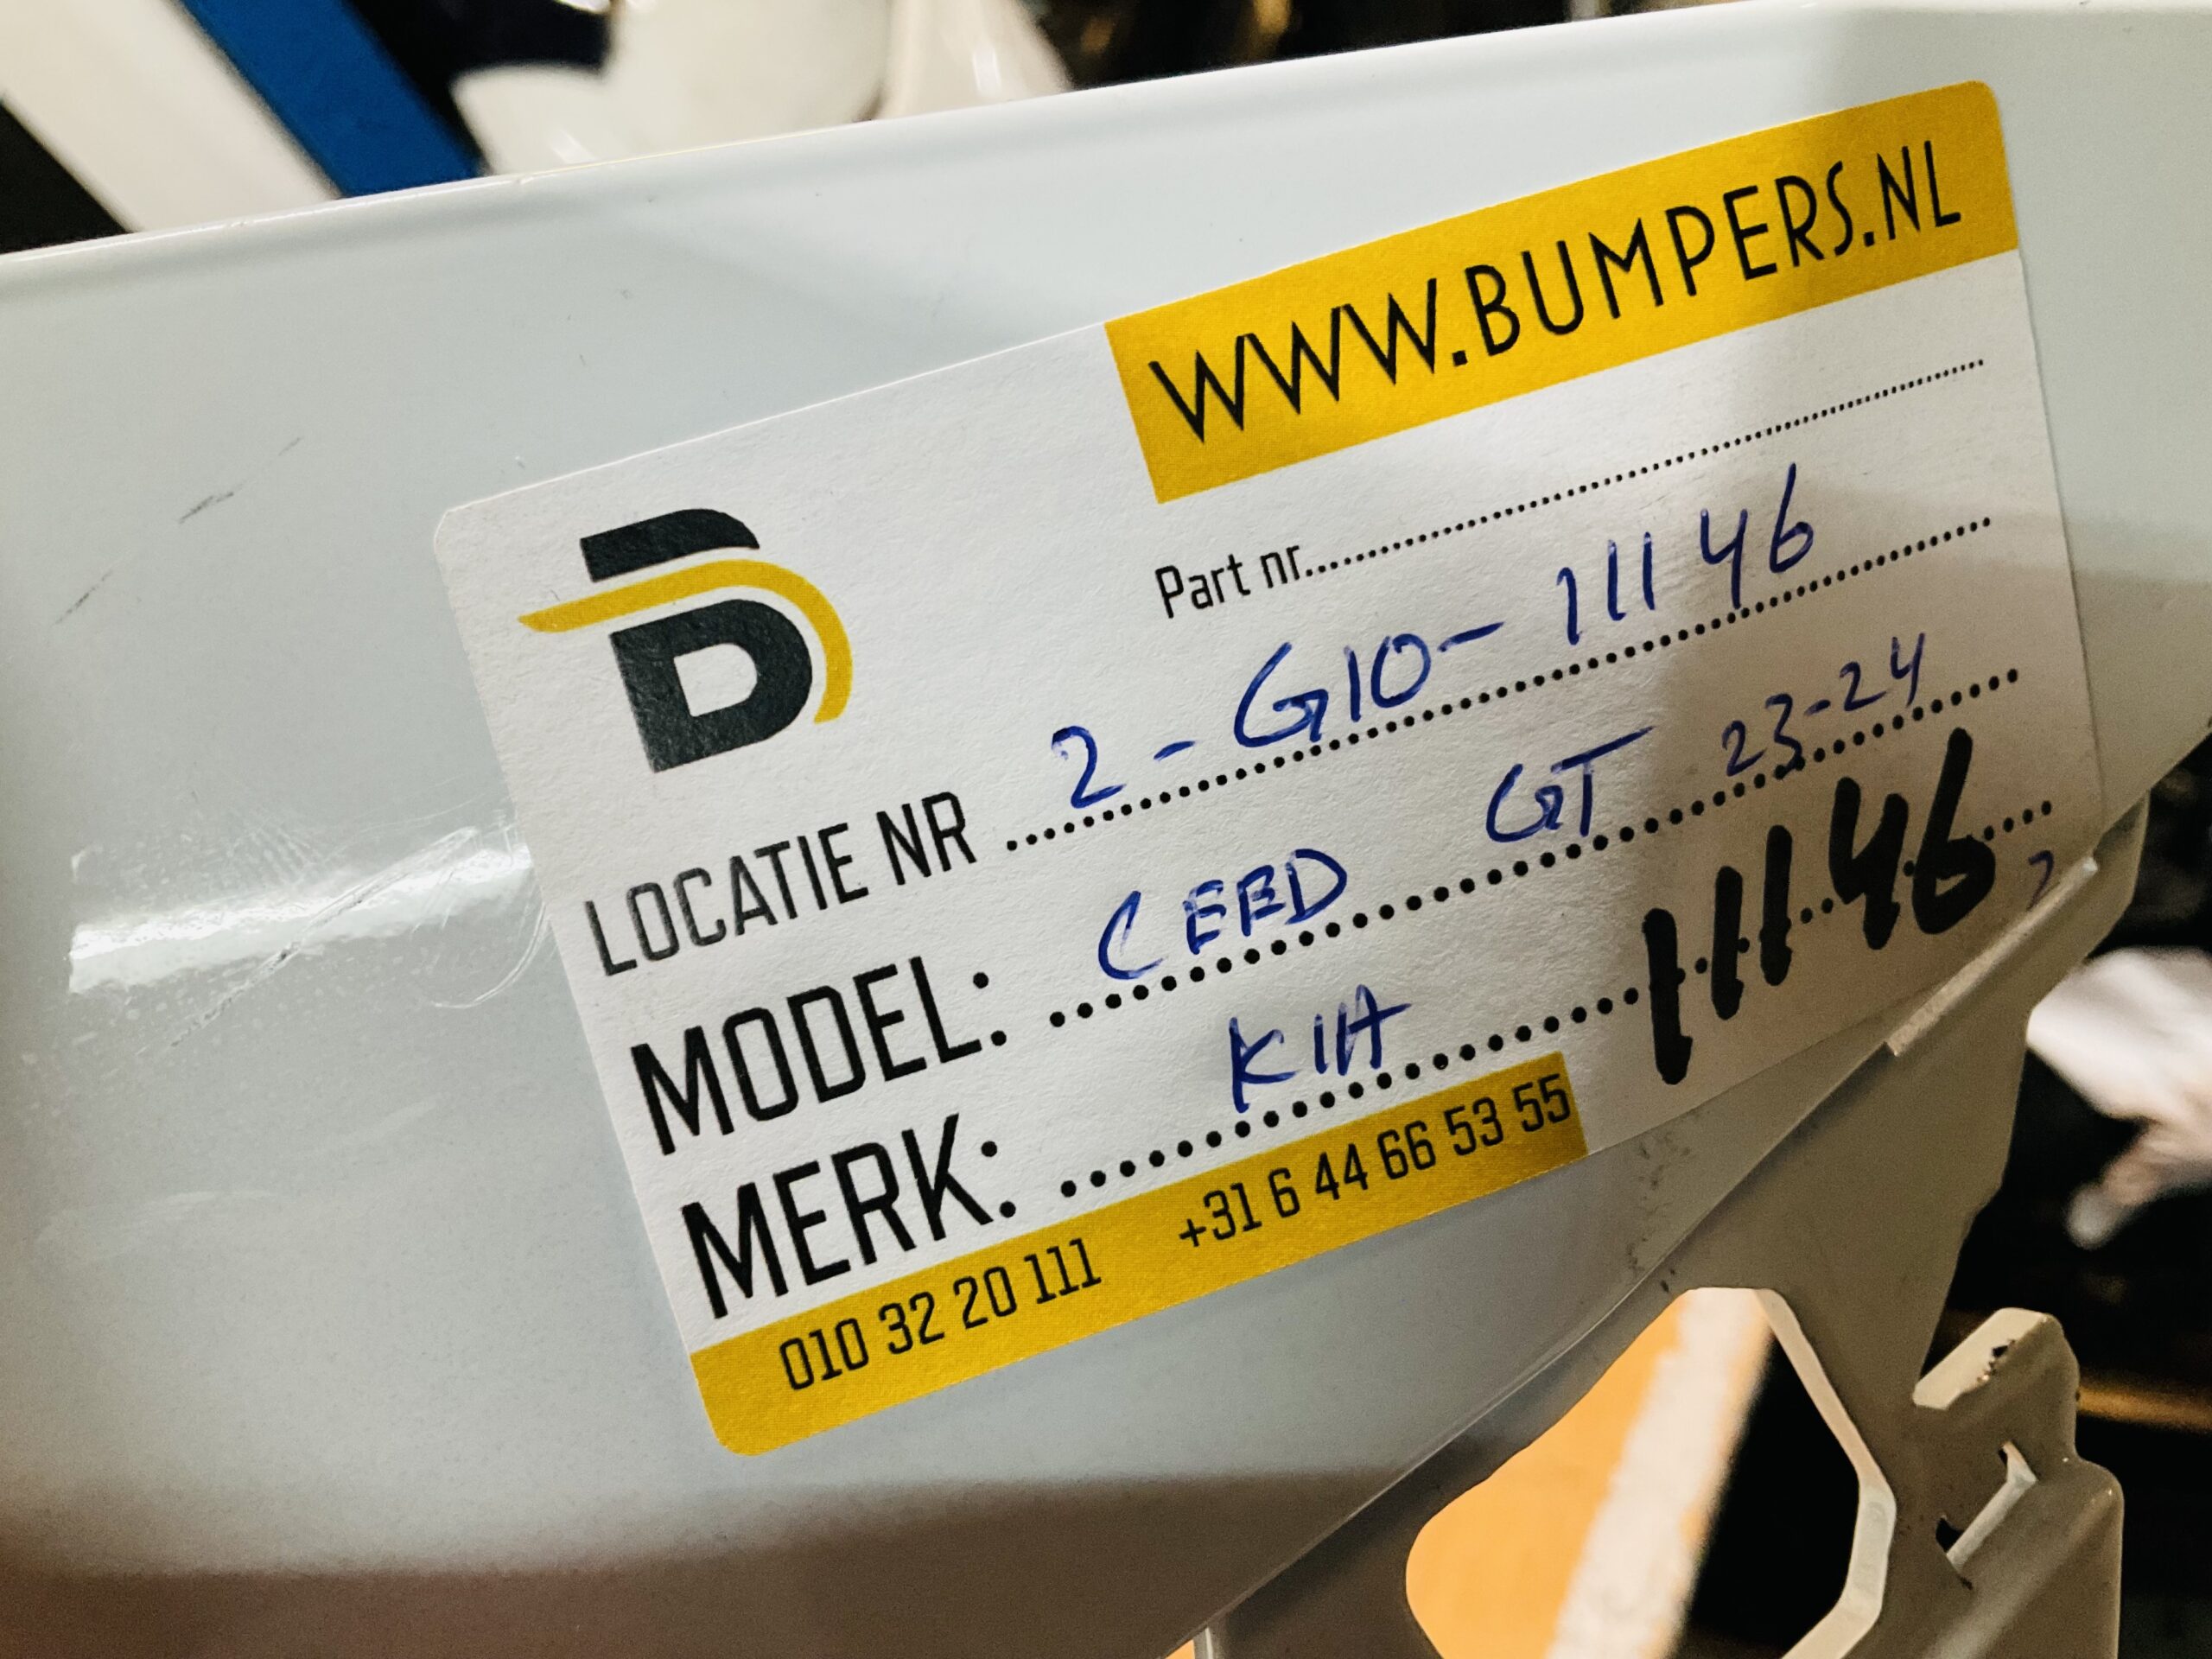 WWW.BUMPERS.NL
B
Part nr.............
LOCATIE NR ............ 2-G10-11146
MODEL: ............ CEED GT 23-24
MERK: ............ KIA 11146
010 32 20 111 +31 6 44 66 53 55